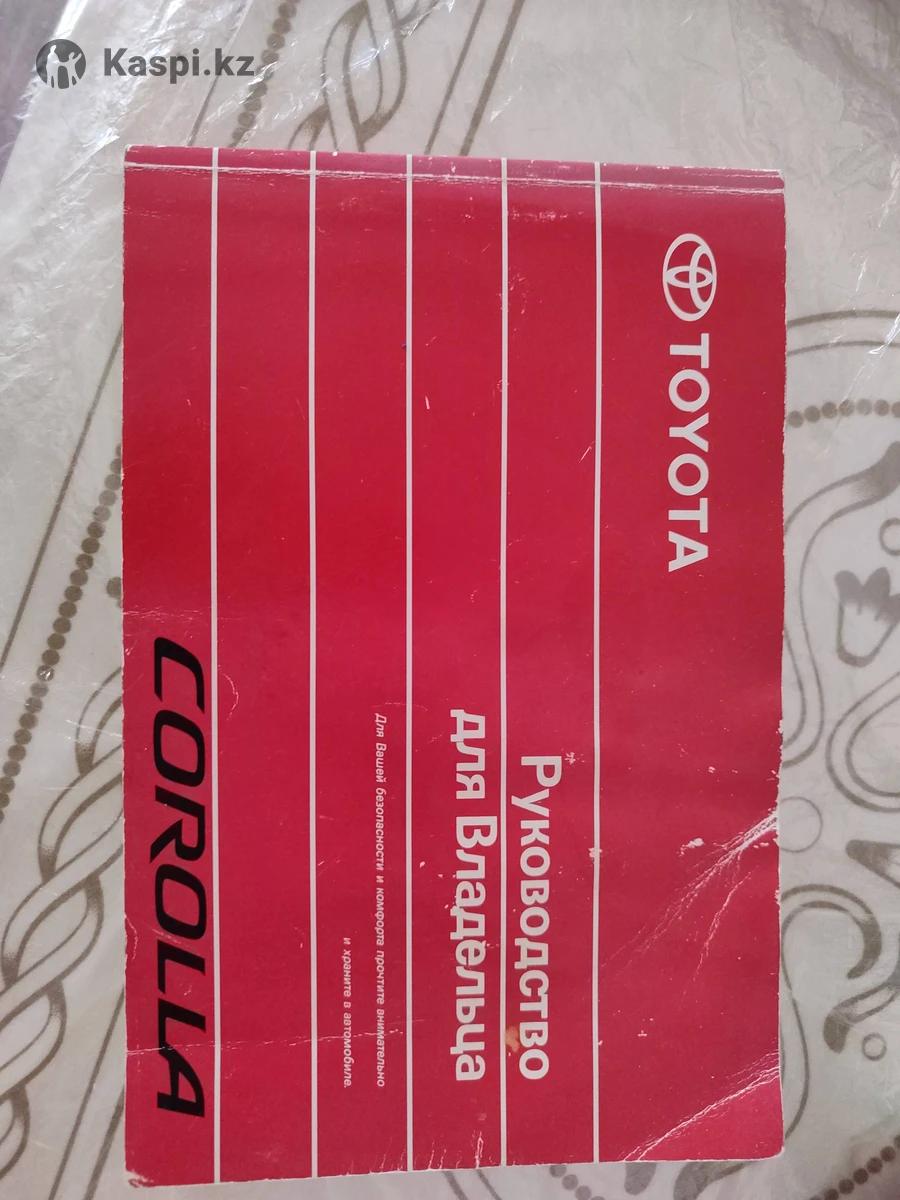 Kaspi.kz
TOYOTA
Руководство
для Владельца
Для Вашей безопасности и комфорта прочтите внимательно
и храните в автомобиле.
COROLLA